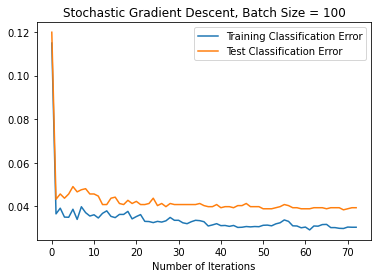 Stochastic Gradient Descent, Batch Size = 100
Training Classification Error
Test Classification Error
0.12
0.10
0.08
0.06
0.04
0 10 20 30 40 50 60 70
Number of Iterations